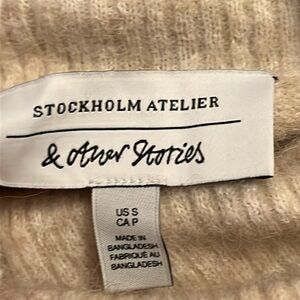 STOCKHOLM ATELIER
& Other Stories
US S
CA P
MADE IN
BANGLADESH
FABRIQUÉ AU
BANGLADESH